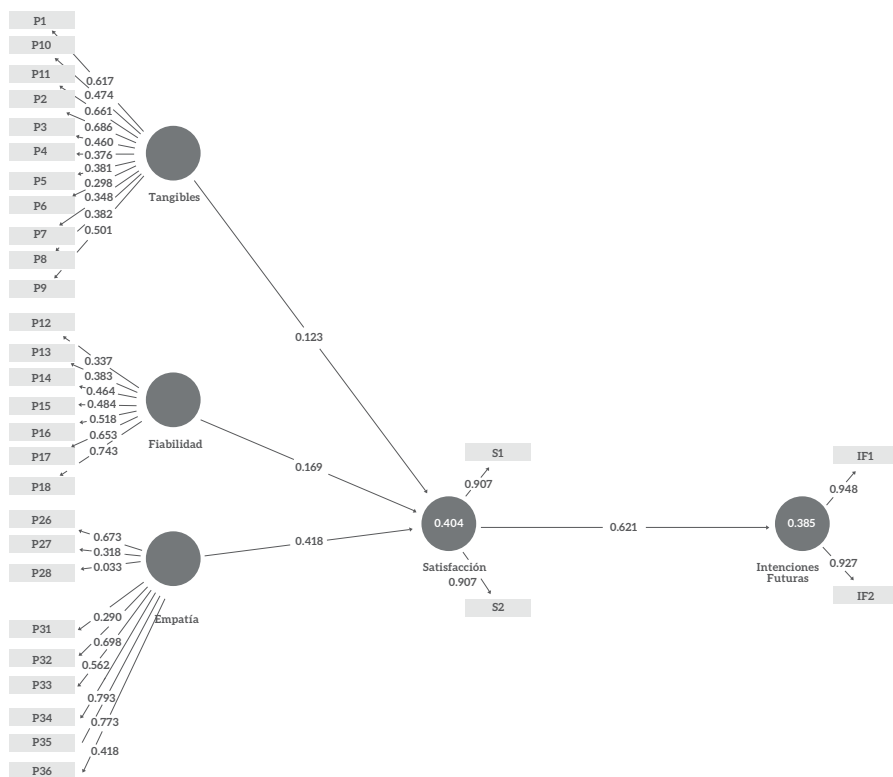 P1
P10
P11
P2
P3
P4
P5
P6
P7
P8
P9
0.617
0.474
0.661
0.686
0.460
0.376
0.381
0.298
0.348
0.382
0.501
Tangibles
0.123
P12
P13
P14
P15
P16
P17
P18
0.337
0.383
0.464
0.484
0.518
0.653
0.743
Fiabilidad
0.169
P26
P27
P28
P31
P32
P33
P34
P35
P36
0.673
0.318
0.033
0.290
0.698
0.562
0.793
0.773
0.418
Empatía
0.418
S1
0.907
0.404
Satisfacción
0.907
S2
0.621
IF1
0.948
0.385
Intenciones
Futuras
0.927
IF2